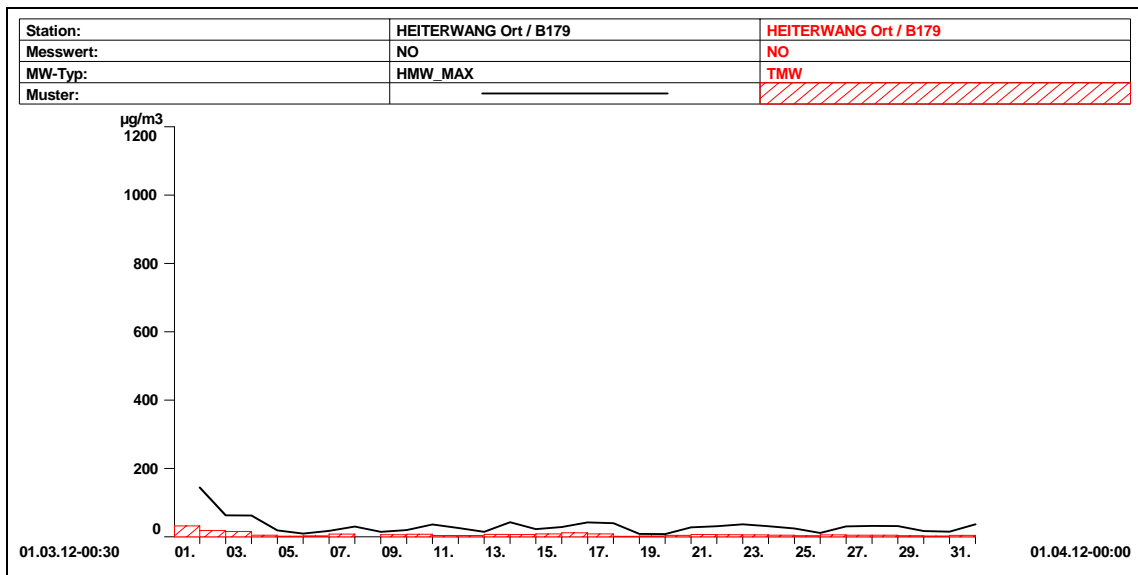 Station: HEITERWANG Ort / B179 HEITERWANG Ort / B179
Messwert: NO NO
MW-Typ: HMW_MAX TMW
Muster:
µg/m3
1200
1000
800
600
400
200
0
01.03.12-00:30 01. 03. 05. 07. 09. 11. 13. 15. 17. 19. 21. 23. 25. 27. 29. 31. 01.04.12-00:00